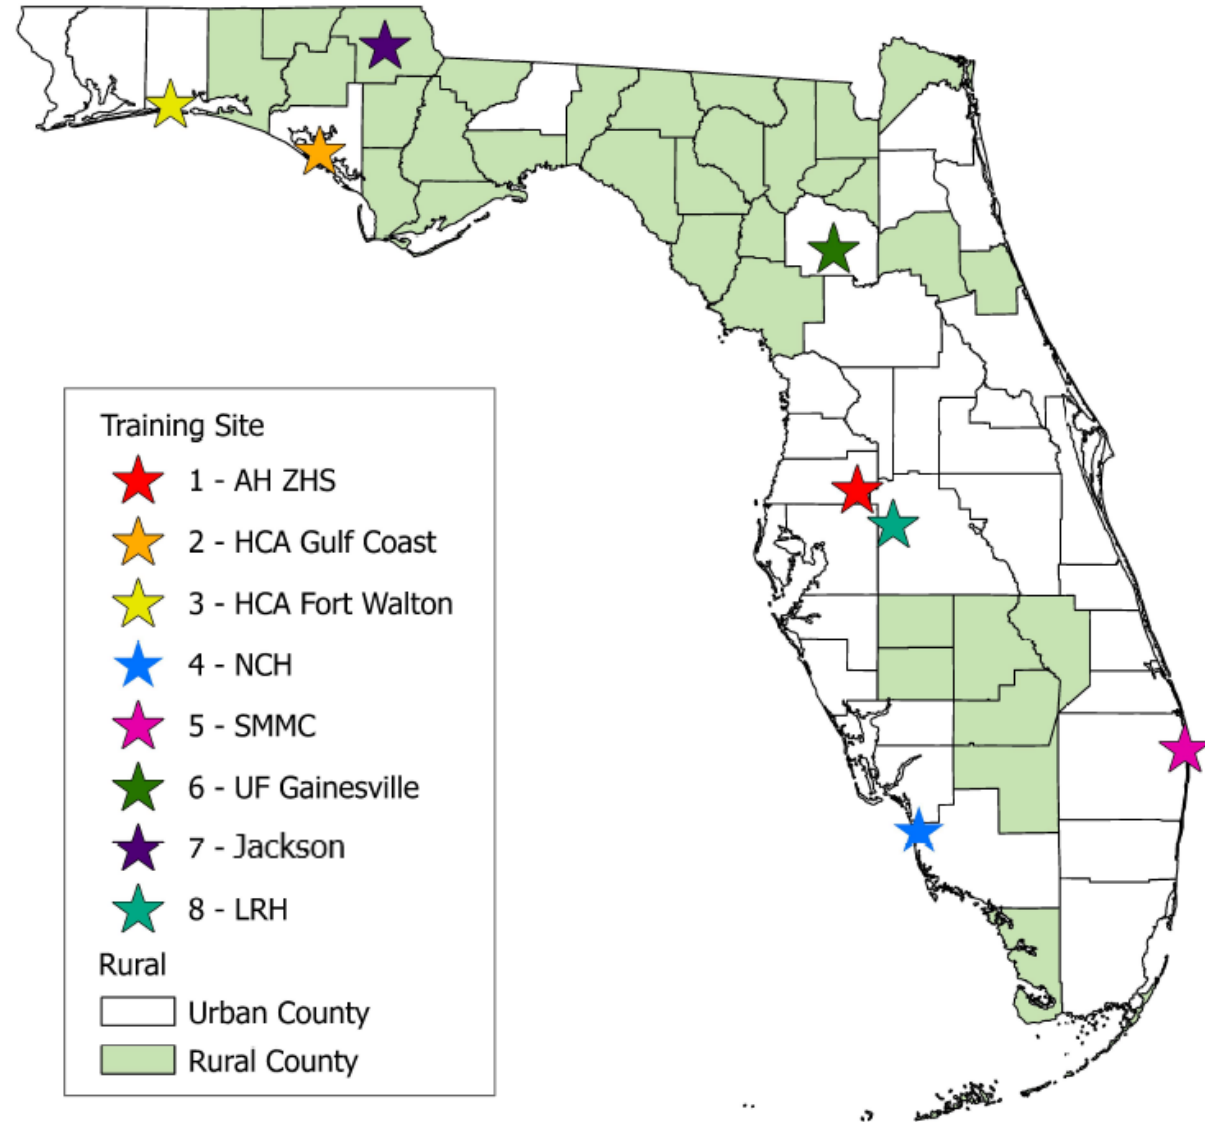 Training Site
1 - AH ZHS
2 - HCA Gulf Coast
3 - HCA Fort Walton
4 - NCH
5 - SMMC
6 - UF Gainesville
7 - Jackson
8 - LRH
Rural
Urban County
Rural County